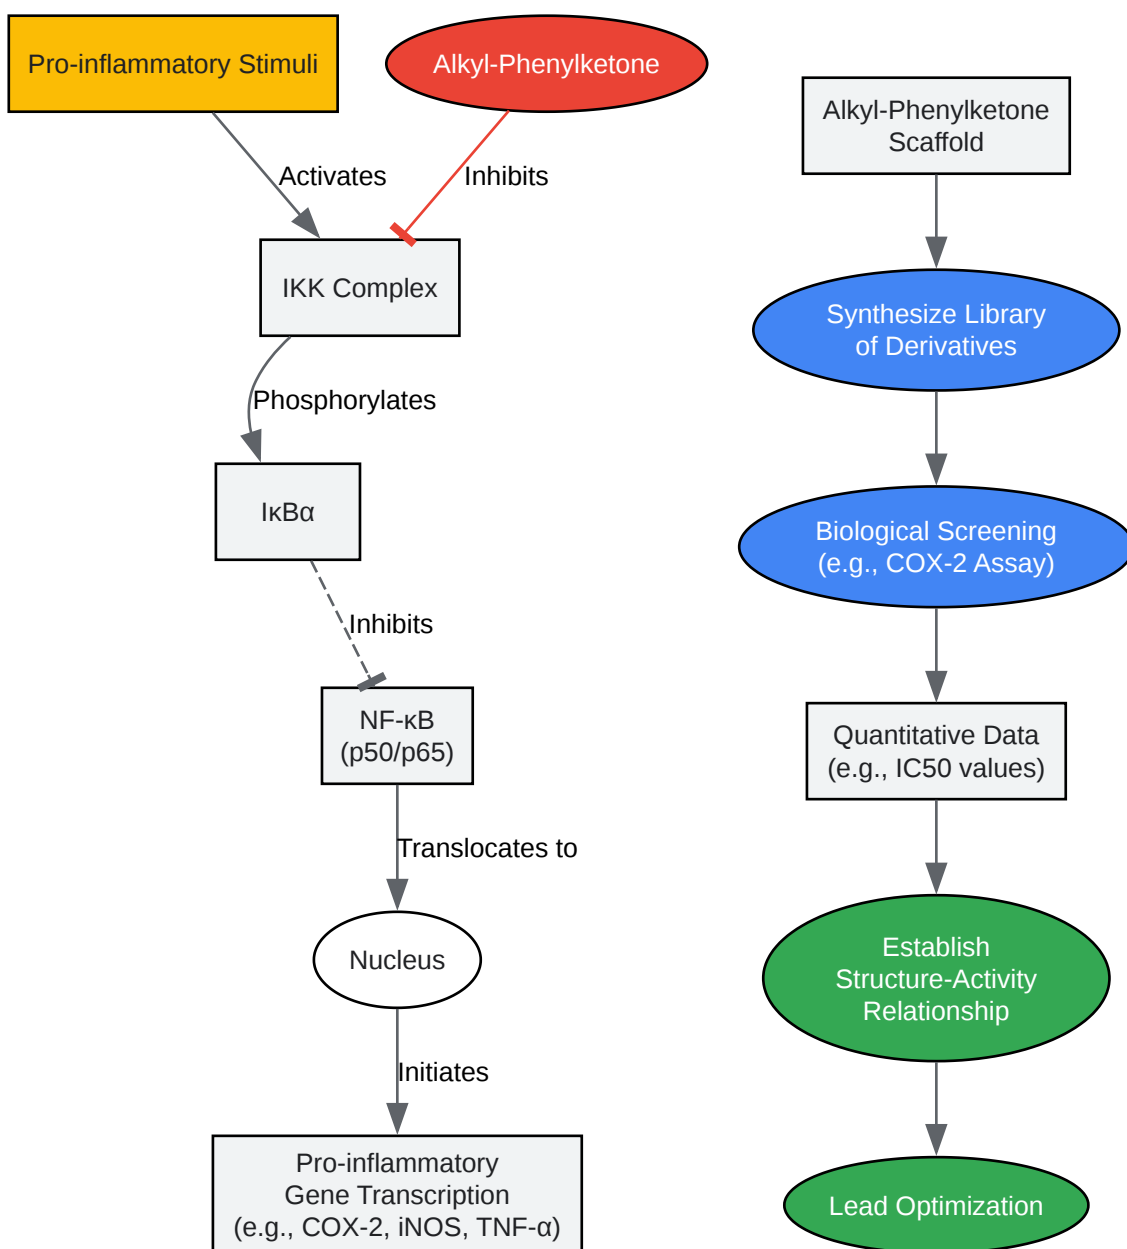 Pro-inflammatory Stimuli
Alkyl-Phenylketone
Activates
Inhibits
IKK Complex
Phosphorylates
IκBα
Inhibits
NF-κB
(p50/p65)
Translocates to
Nucleus
Initiates
Pro-inflammatory
Gene Transcription
(e.g., COX-2, iNOS, TNF-α)
Alkyl-Phenylketone
Scaffold
Synthesize Library
of Derivatives
Biological Screening
(e.g., COX-2 Assay)
Quantitative Data
(e.g., IC50 values)
Establish
Structure-Activity
Relationship
Lead Optimization